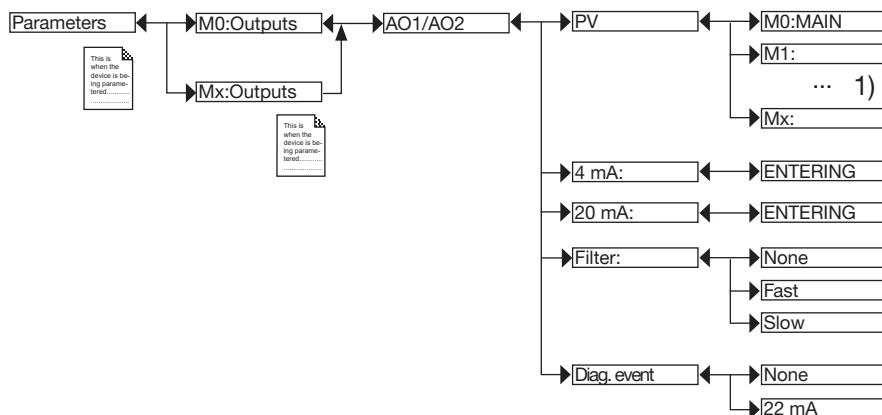 Parameters
M0:Outputs
AO1/AO2
PV
M0:MAIN
This is
when the
device is be-
ing parame-
tered...........
....................
Mx:Outputs
M1:
... 1)
Mx:
This is
when the
device is be-
ing parame-
tered...........
....................
4 mA:
ENTERING
20 mA:
ENTERING
Filter:
None
Fast
Slow
Diag. event
None
22 mA